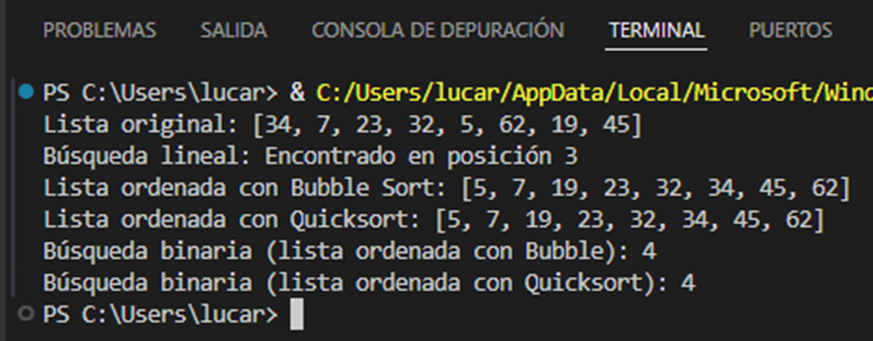 PROBLEMAS SALIDA CONSOLA DE DEPURACIÓN TERMINAL PUERTOS
PS C:\Users\lucar> & C:/Users/lucar/AppData/Local/Microsoft/Wind
Lista original: [34, 7, 23, 32, 5, 62, 19, 45]
Búsqueda lineal: Encontrado en posición 3
Lista ordenada con Bubble Sort: [5, 7, 19, 23, 32, 34, 45, 62]
Lista ordenada con Quicksort: [5, 7, 19, 23, 32, 34, 45, 62]
Búsqueda binaria (lista ordenada con Bubble): 4
Búsqueda binaria (lista ordenada con Quicksort): 4
PS C:\Users\lucar>